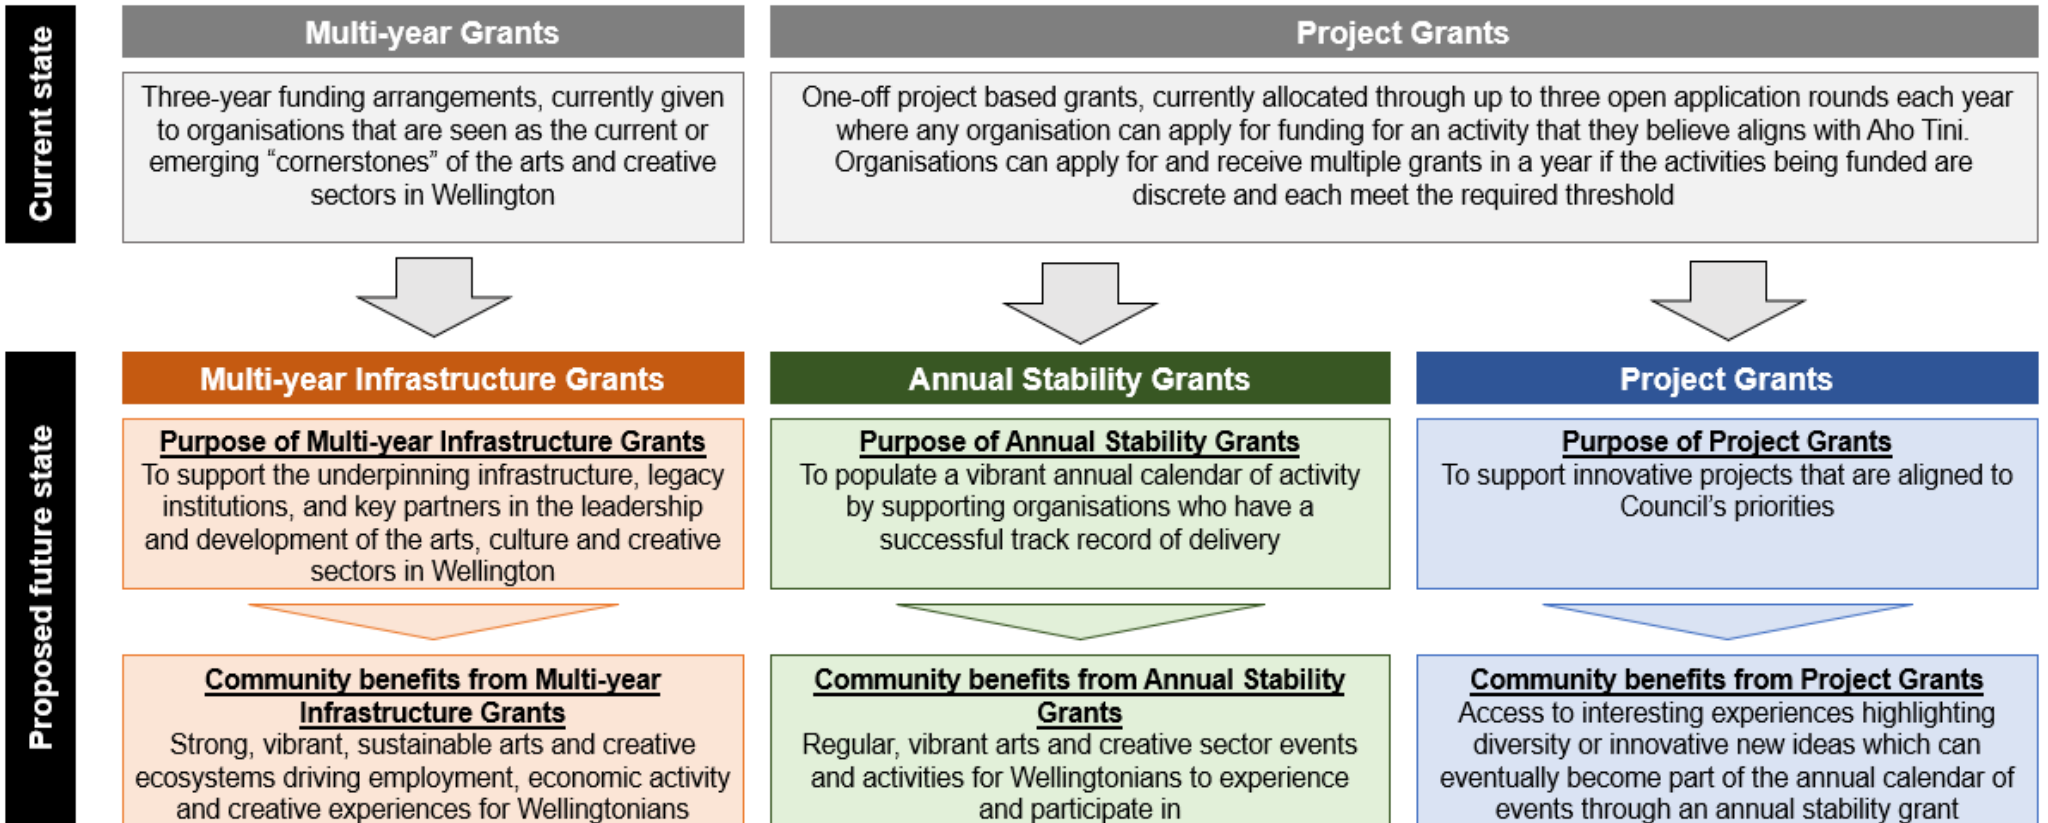 Current state
Multi-year Grants
Three-year funding arrangements, currently given
to organisations that are seen as the current or
emerging “cornerstones” of the arts and creative
sectors in Wellington
Project Grants
One-off project based grants, currently allocated through up to three open application rounds each year
where any organisation can apply for funding for an activity that they believe aligns with Aho Tini.
Organisations can apply for and receive multiple grants in a year if the activities being funded are
discrete and each meet the required threshold
Proposed future state
Multi-year Infrastructure Grants
Purpose of Multi-year Infrastructure Grants
To support the underpinning infrastructure, legacy
institutions, and key partners in the leadership
and development of the arts, culture and creative
sectors in Wellington
Community benefits from Multi-year
Infrastructure Grants
Strong, vibrant, sustainable arts and creative
ecosystems driving employment, economic activity
and creative experiences for Wellingtonians
Annual Stability Grants
Purpose of Annual Stability Grants
To populate a vibrant annual calendar of activity
by supporting organisations who have a
successful track record of delivery
Community benefits from Annual Stability
Grants
Regular, vibrant arts and creative sector events
and activities for Wellingtonians to experience
and participate in
Project Grants
Purpose of Project Grants
To support innovative projects that are aligned to
Council’s priorities
Community benefits from Project Grants
Access to interesting experiences highlighting
diversity or innovative new ideas which can
eventually become part of the annual calendar of
events through an annual stability grant